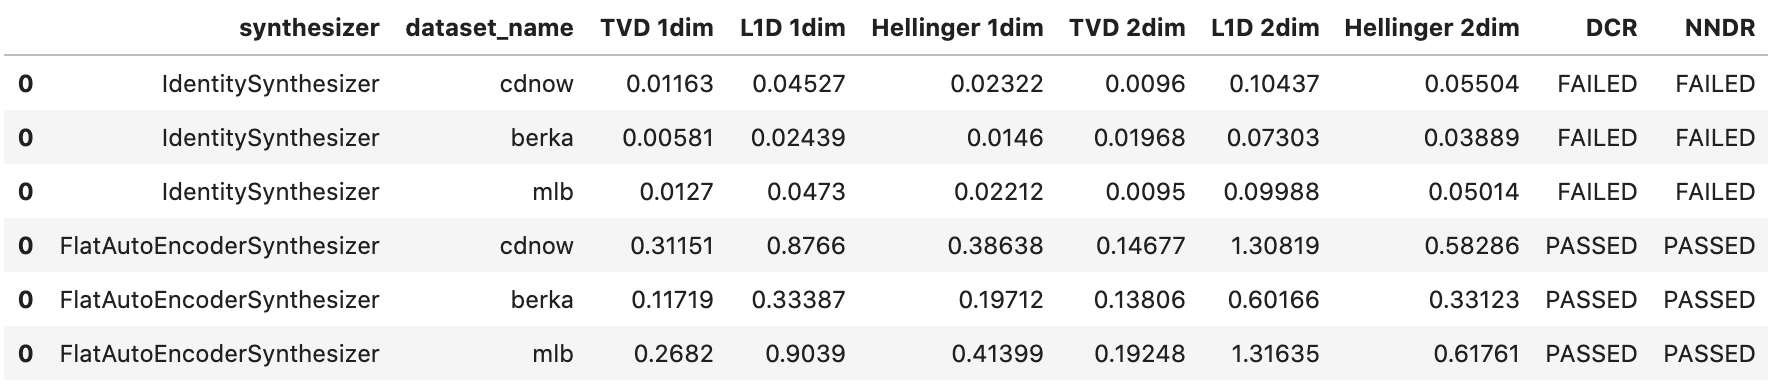 synthesizer dataset_name TVD 1dim L1D 1dim Hellinger 1dim TVD 2dim L1D 2dim Hellinger 2dim DCR NNDR
0 IdentitySynthesizer cdnow 0.01163 0.04527 0.02322 0.0096 0.10437 0.05504 FAILED FAILED
0 IdentitySynthesizer berka 0.00581 0.02439 0.0146 0.01968 0.07303 0.03889 FAILED FAILED
0 IdentitySynthesizer mlb 0.0127 0.0473 0.02212 0.0095 0.09988 0.05014 FAILED FAILED
0 FlatAutoEncoderSynthesizer cdnow 0.31151 0.8766 0.38638 0.14677 1.30819 0.58286 PASSED PASSED
0 FlatAutoEncoderSynthesizer berka 0.11719 0.33387 0.19712 0.13806 0.60166 0.33123 PASSED PASSED
0 FlatAutoEncoderSynthesizer mlb 0.2682 0.9039 0.41399 0.19248 1.31635 0.61761 PASSED PASSED